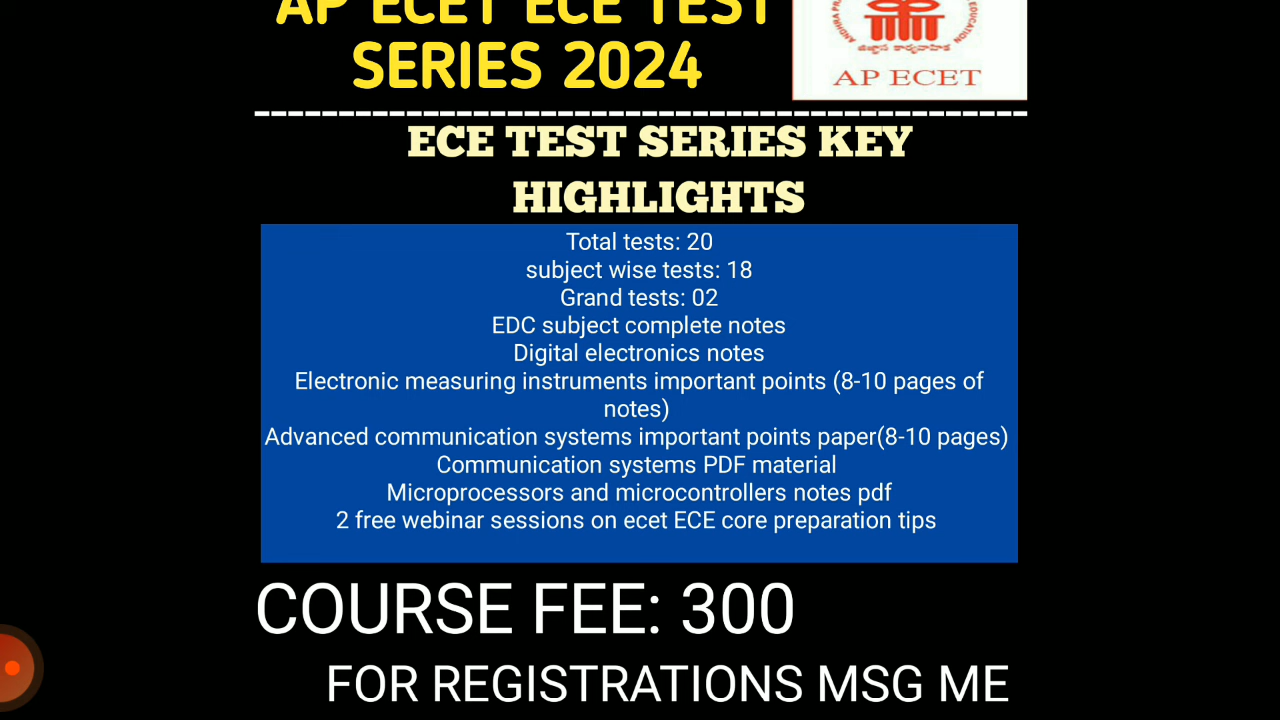 AP ECET ECE TEST
SERIES 2024
AP ECET
ECE TEST SERIES KEY
HIGHLIGHTS
Total tests: 20
subject wise tests: 18
Grand tests: 02
EDC subject complete notes
Digital electronics notes
Electronic measuring instruments important points (8-10 pages of
notes)
Advanced communication systems important points paper(8-10 pages)
Communication systems PDF material
Microprocessors and microcontrollers notes pdf
2 free webinar sessions on ecet ECE core preparation tips
COURSE FEE: 300
FOR REGISTRATIONS MSG ME